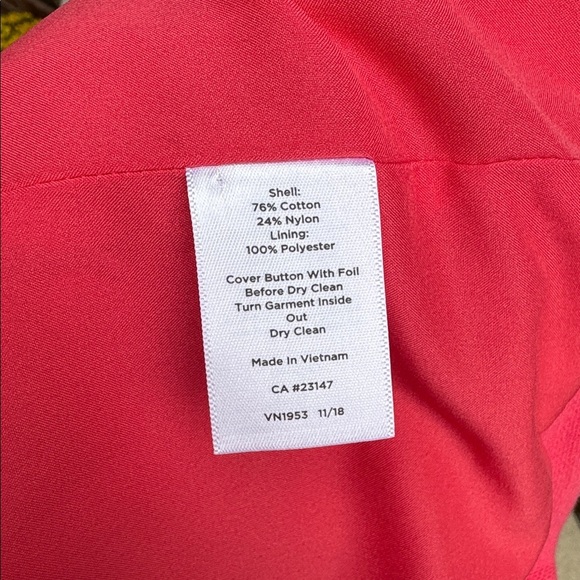 Shell:
76% Cotton
24% Nylon
Lining:
100% Polyester
Cover Button With Foil
Before Dry Clean
Turn Garment Inside
Out
Dry Clean
Made In Vietnam
CA #23147
VN1953 11/18